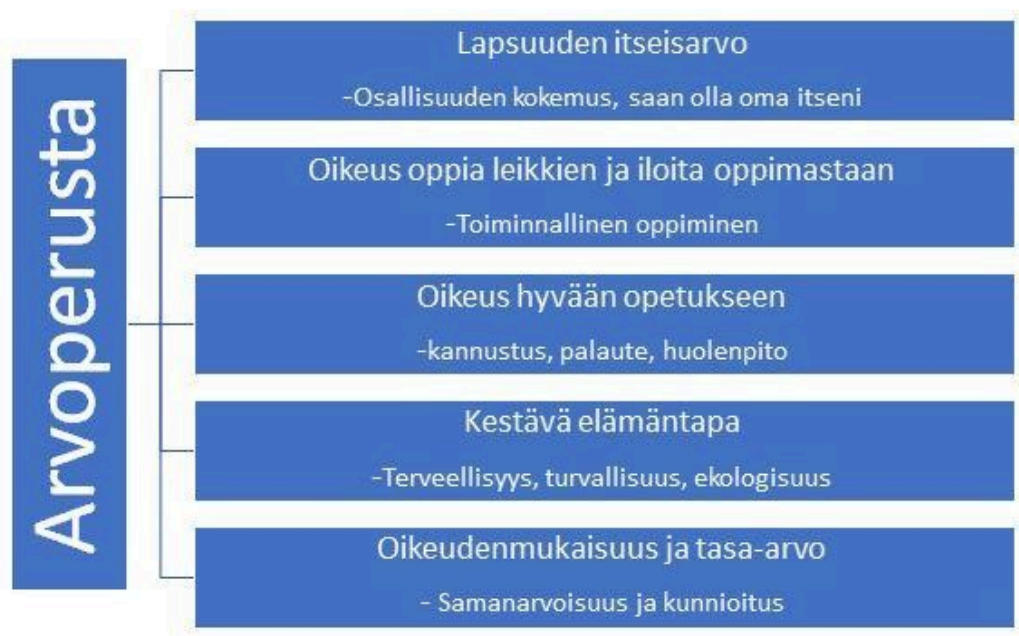 Arvoperusta
Lapsuuden itseisarvo
-Osallisuuden kokemus, saan olla oma itseni
Oikeus oppia leikkien ja iloita oppimastaan
-Toiminnallinen oppiminen
Oikeus hyvään opetukseen
-kannustus, palaute, huolenpito
Kestävä elämäntapa
-Terveellisyys, turvallisuus, ekologisuus
Oikeudenmukaisuus ja tasa-arvo
- Samanarvoisuus ja kunnioitus